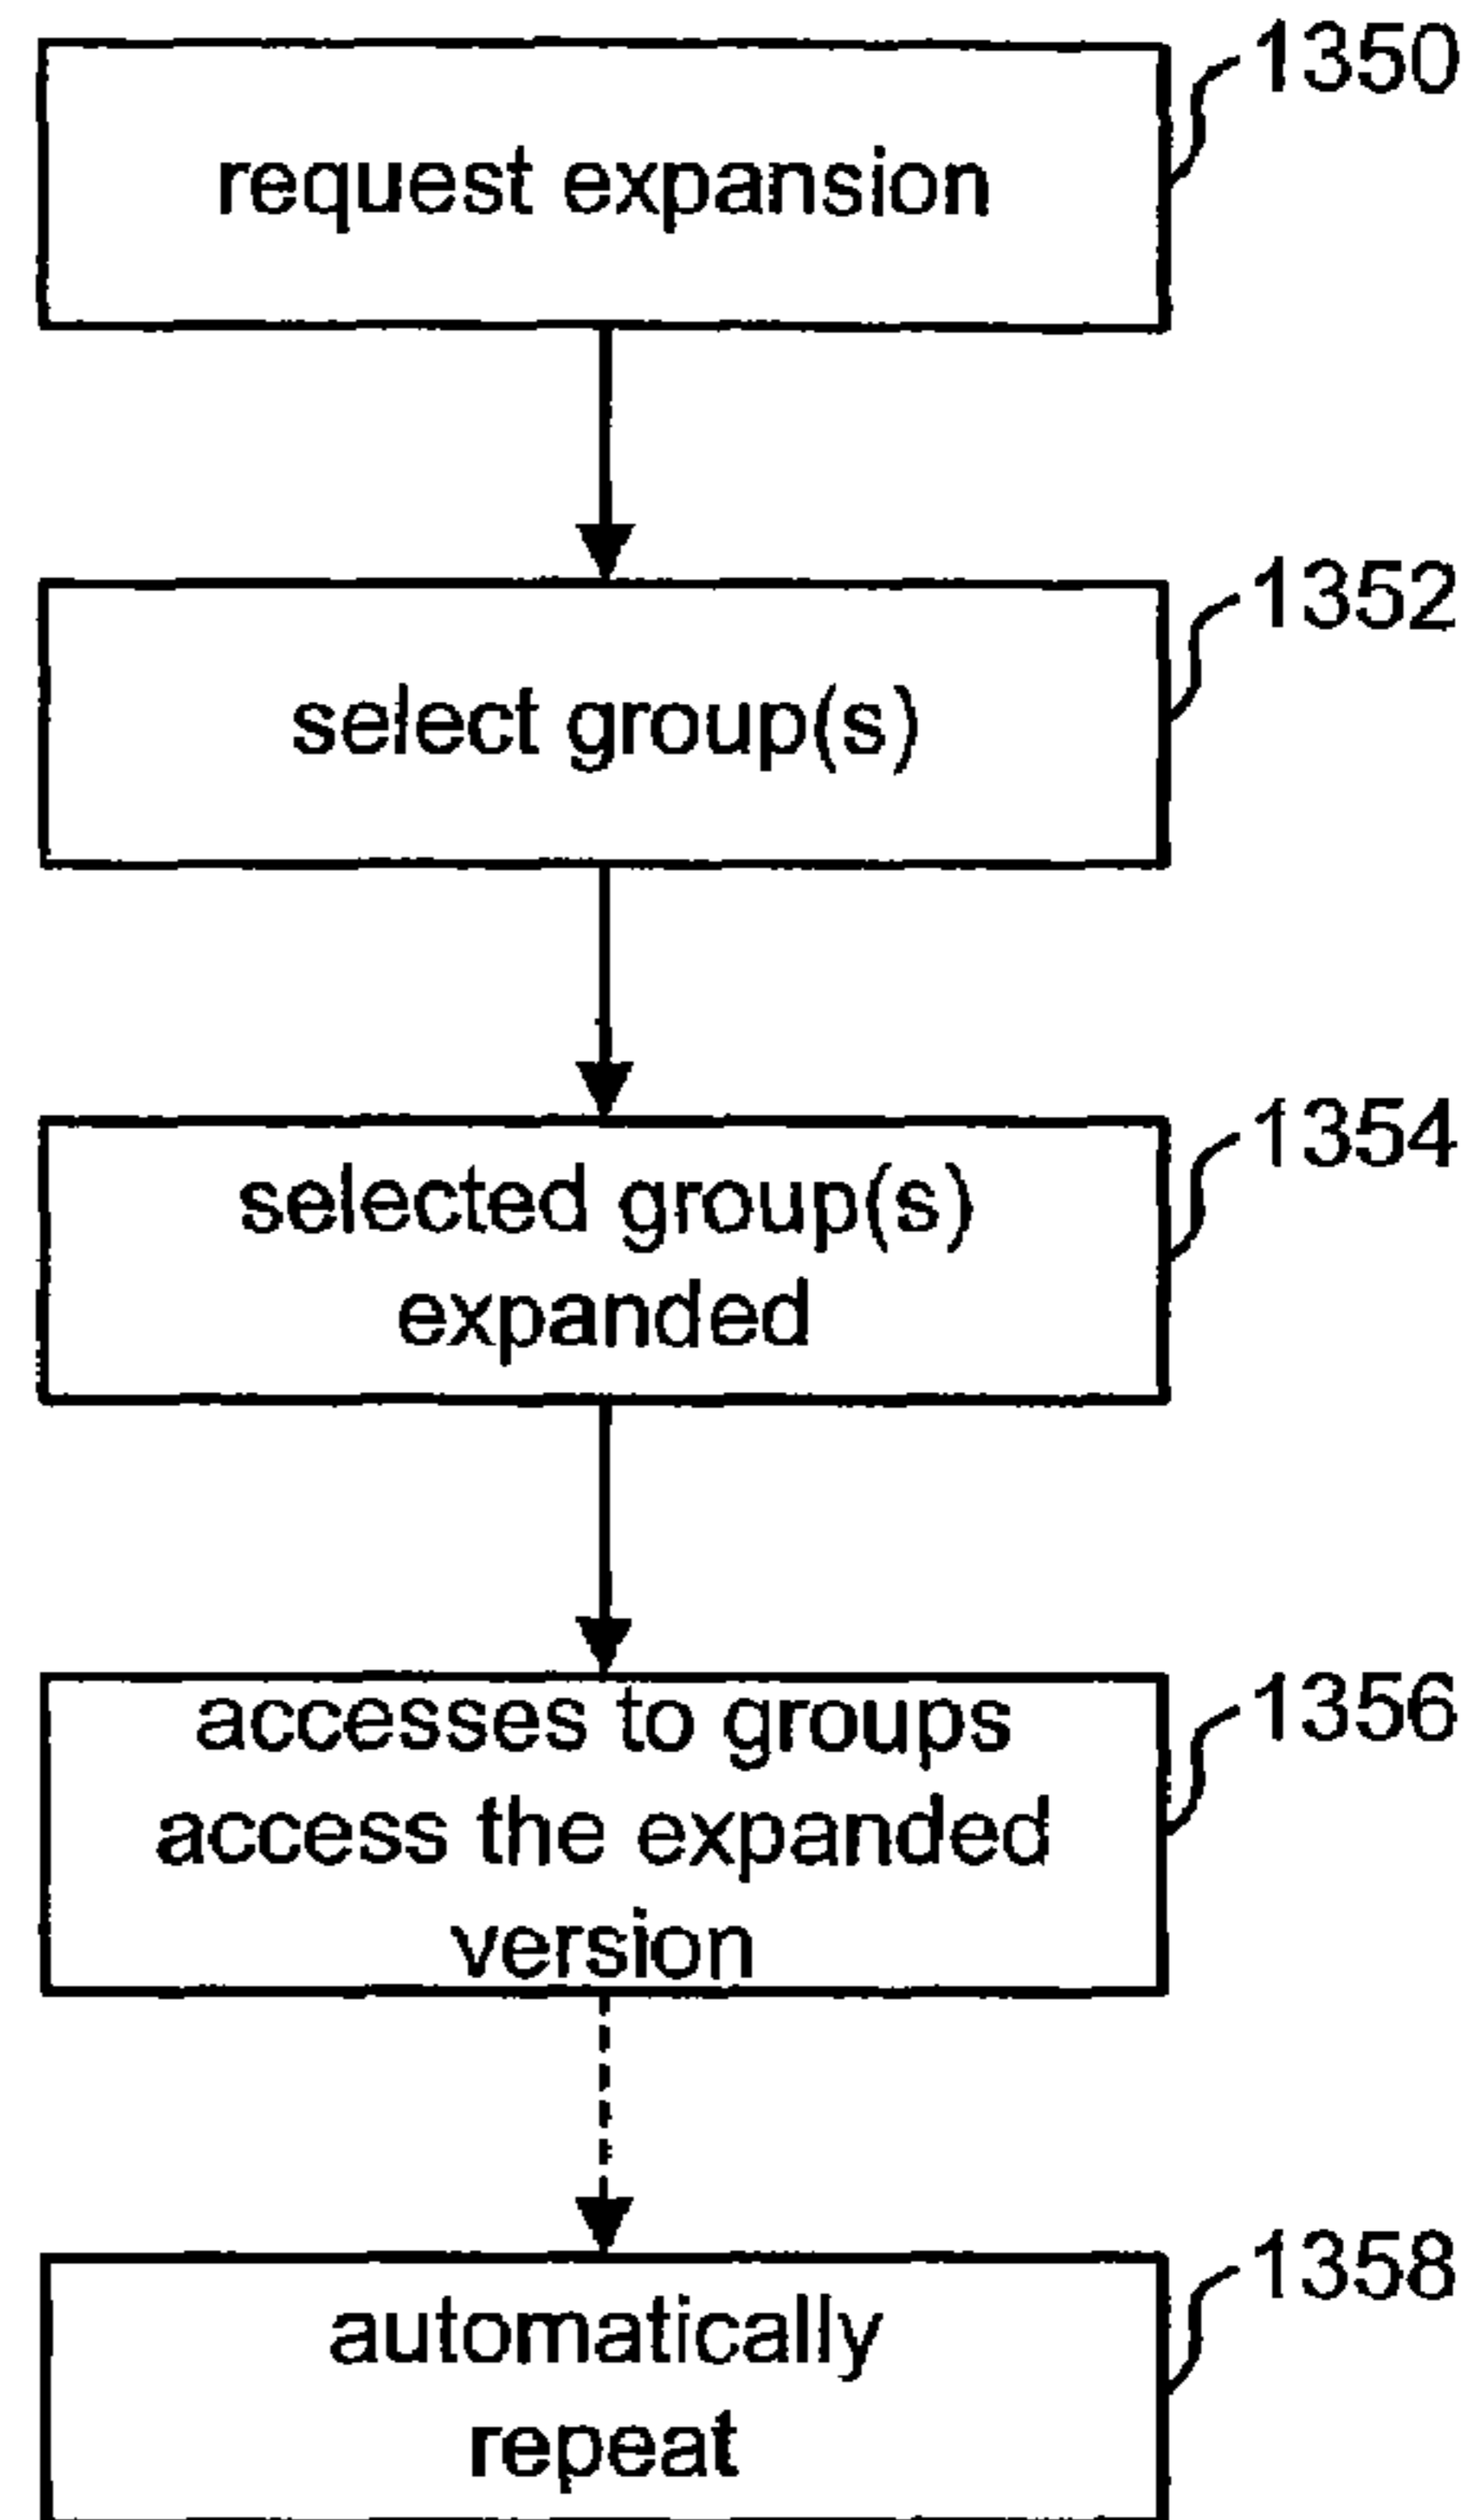 1350
request expansion
1352
select group(s)
1354
selected group(s)
expanded
1356
accesses to groups
access the expanded
version
1358
automatically
repeat